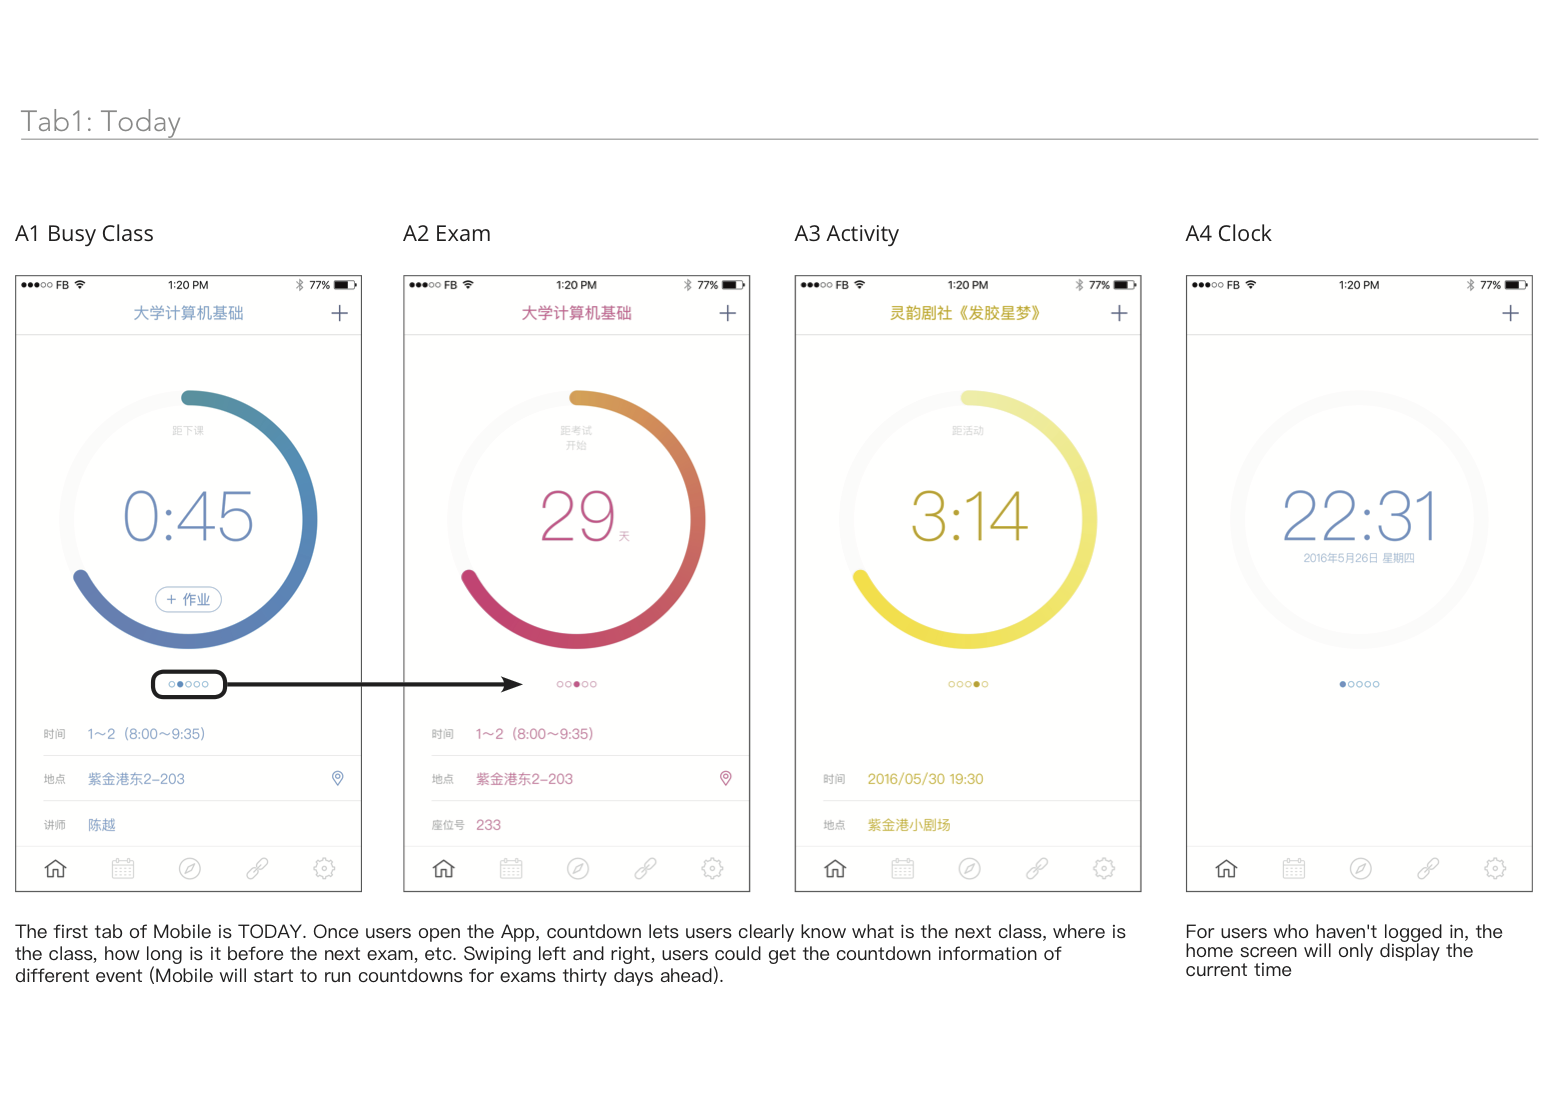 Tab1: Today
A1 Busy Class
A2 Exam
A3 Activity
A4 Clock
FB
1:20 PM
77%
大学计算机基础
距下课
0:45
+ 作业
时间
1～2（8:00～9:35）
地点
紫金港东2-203
讲师
陈越
FB
1:20 PM
77%
大学计算机基础
距考试
开始
29 天
时间
1～2（8:00～9:35）
地点
紫金港东2-203
座位号
233
FB
1:20 PM
77%
灵韵剧社《发胶星梦》
距活动
3:14
时间
2016/05/30 19:30
地点
紫金港小剧场
FB
1:20 PM
77%
22:31
2016年5月26日 星期四
The first tab of Mobile is TODAY. Once users open the App, countdown lets users clearly know what is the next class, where is
the class, how long is it before the next exam, etc. Swiping left and right, users could get the countdown information of
different event (Mobile will start to run countdowns for exams thirty days ahead).
For users who haven't logged in, the
home screen will only display the
current time